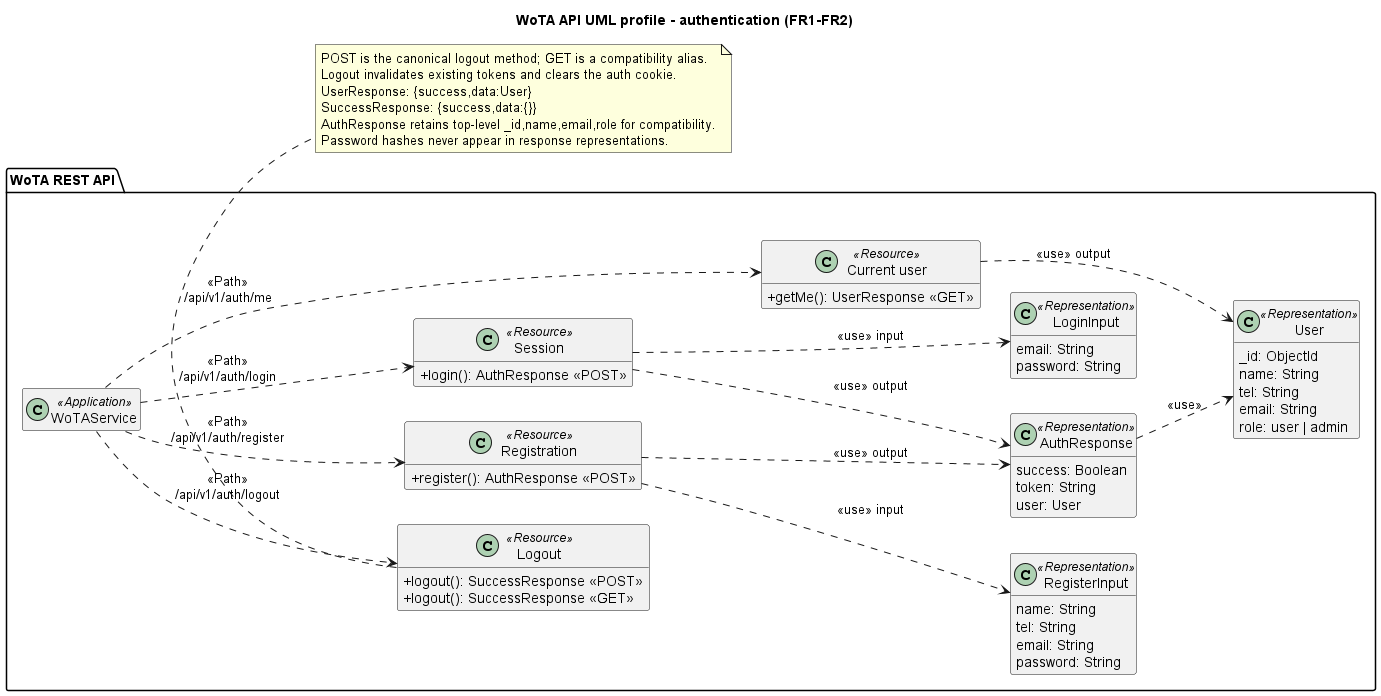 WoTA API UML profile - authentication (FR1-FR2)
POST is the canonical logout method; GET is a compatibility alias.
Logout invalidates existing tokens and clears the auth cookie.
UserResponse: {success,data:User}
SuccessResponse: {success,data:{}}
AuthResponse retains top-level _id,name,email,role for compatibility.
Password hashes never appear in response representations.
WoTA REST API
C «Application»
WoTAService
«Path»
/api/v1/auth/me
«Path»
/api/v1/auth/login
«Path»
/api/v1/auth/register
«Path»
/api/v1/auth/logout
C «Resource»
Current user
+getMe(): UserResponse «GET»
C «Resource»
Session
+login(): AuthResponse «POST»
C «Resource»
Registration
+register(): AuthResponse «POST»
C «Resource»
Logout
+logout(): SuccessResponse «POST»
+logout(): SuccessResponse «GET»
«use» output
«use» input
«use» output
«use» output
«use» input
C «Representation»
LoginInput
email: String
password: String
C «Representation»
AuthResponse
success: Boolean
token: String
user: User
C «Representation»
RegisterInput
name: String
tel: String
email: String
password: String
«use»
C «Representation»
User
_id: ObjectId
name: String
tel: String
email: String
role: user | admin